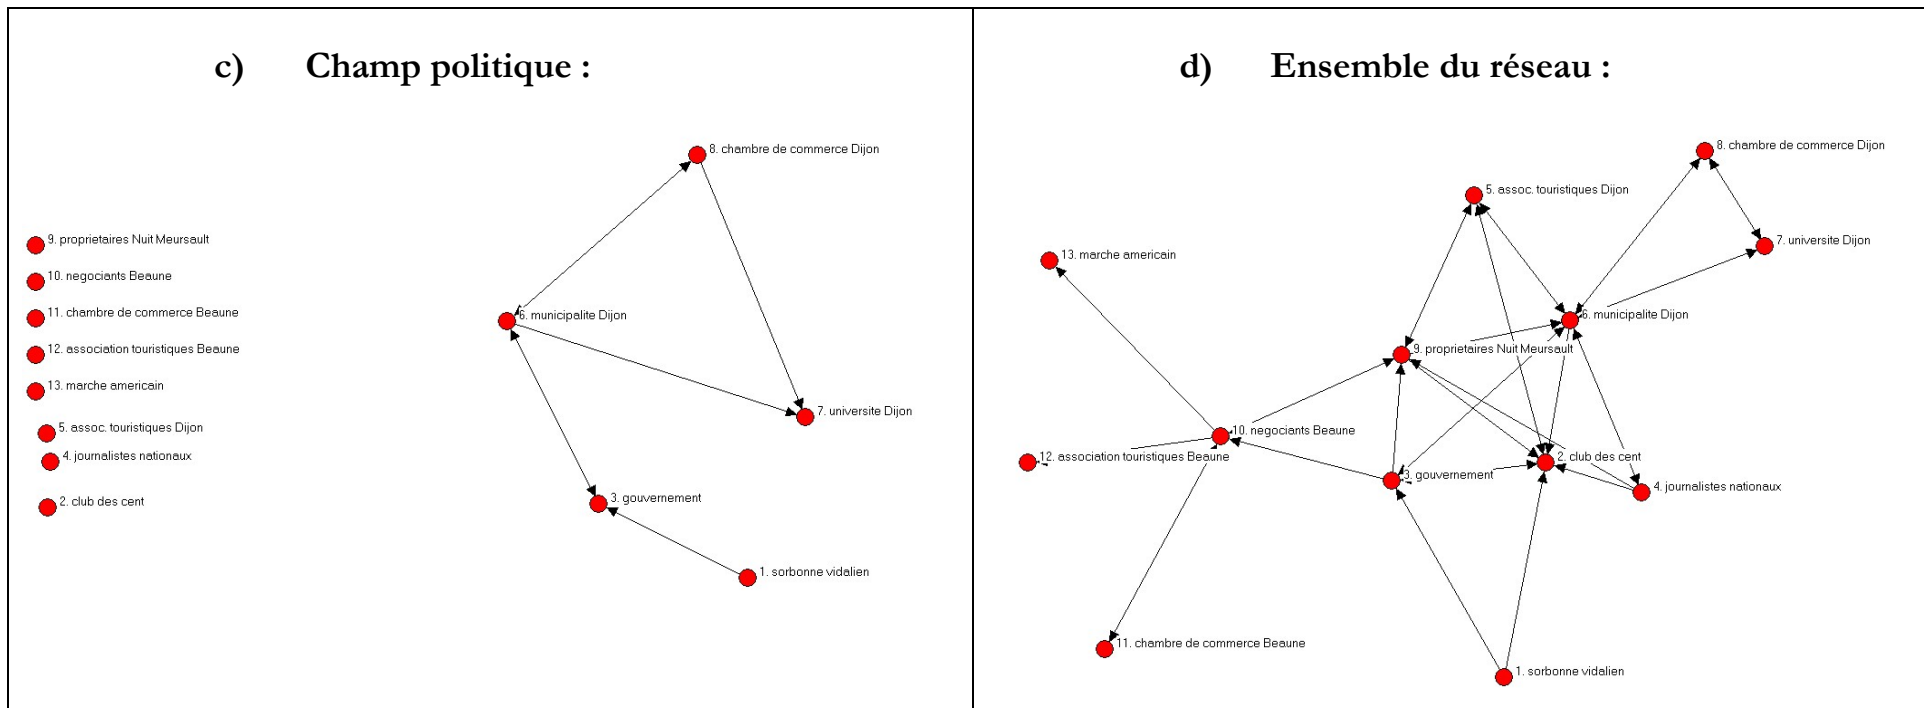 c) Champ politique :
8. chambre de commerce Dijon
9. proprietaires Nuit Meursault
10. negociants Beaune
11. chambre de commerce Beaune
6. municipalite Dijon
12. association touristiques Beaune
13. marche americain
7. universite Dijon
5. assoc. touristiques Dijon
4. journalistes nationaux
2. club des cent
3. gouvernement
1. sorbonne vidalien
d) Ensemble du réseau :
8. chambre de commerce Dijon
5. assoc. touristiques Dijon
7. universite Dijon
13. marche americain
6. municipalite Dijon
9. proprietaires Nuit Meursault
10. negociants Beaune
12. association touristiques Beaune
2. club des cent
3. gouvernement
4. journalistes nationaux
11. chambre de commerce Beaune
1. sorbonne vidalien